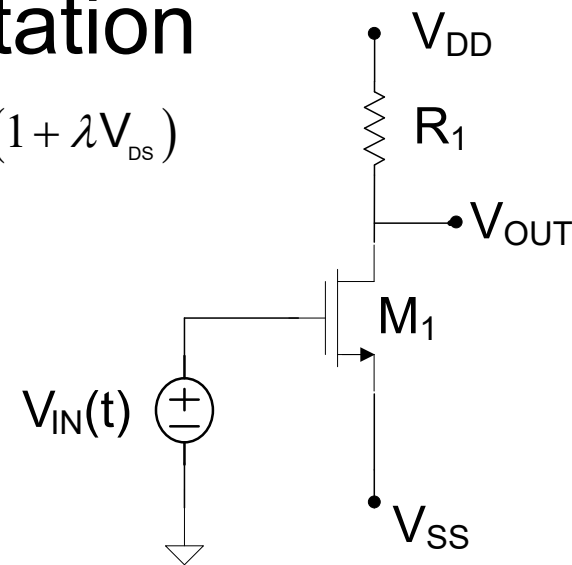 tation
(1 + λV_DS)
V_DD
R_1
V_OUT
M_1
V_IN(t)
V_SS